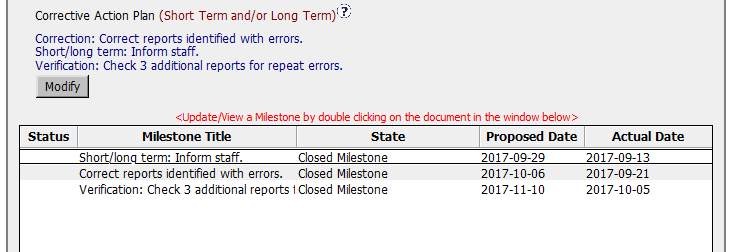 Corrective Action Plan (Short Term and/or Long Term) ?
Correction: Correct reports identified with errors.
Short/long term: Inform staff.
Verification: Check 3 additional reports for repeat errors.
Modify
<Update/View a Milestone by double clicking on the document in the window below>
Status Milestone Title State Proposed Date Actual Date
Short/long term: Inform staff. Closed Milestone 2017-09-29 2017-09-13
Correct reports identified with errors. Closed Milestone 2017-10-06 2017-09-21
Verification: Check 3 additional reports Closed Milestone 2017-11-10 2017-10-05